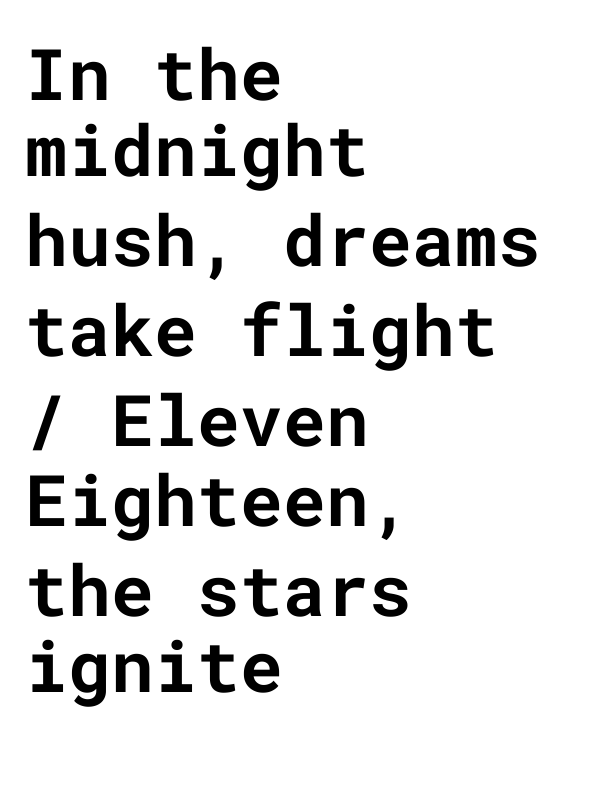 In the
midnight
hush, dreams
take flight
/ Eleven
Eighteen,
the stars
ignite